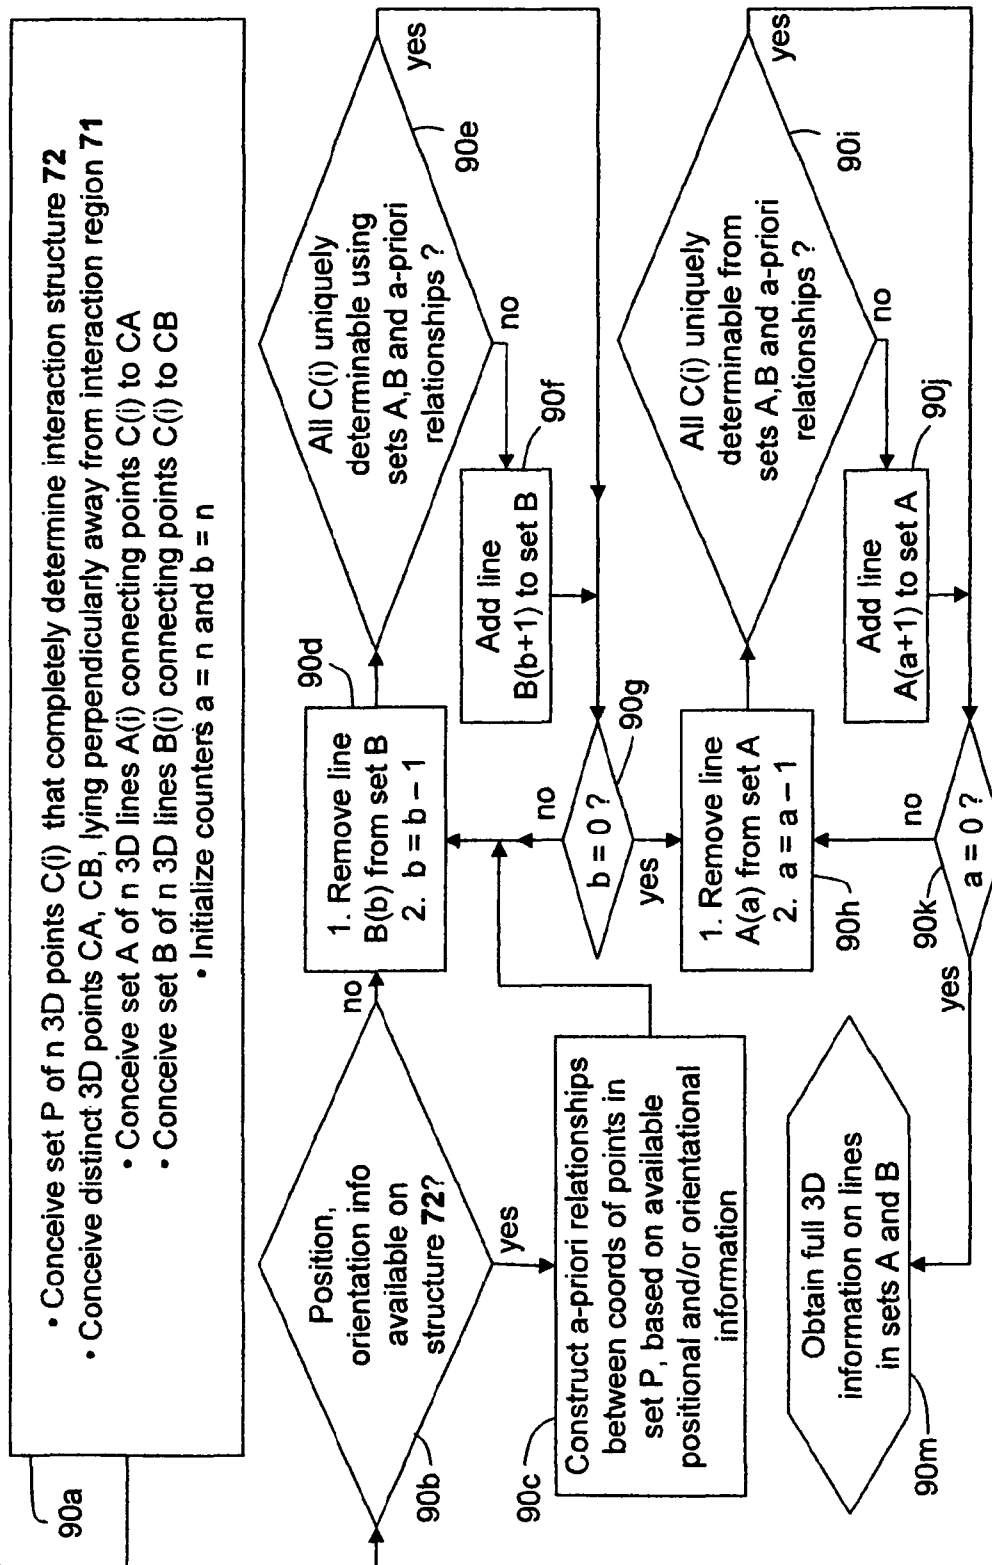 • Conceive set P of n 3D points C(i) that completely determine interaction structure 72
• Conceive distinct 3D points CA, CB, lying perpendicularly away from interaction region 71
• Conceive set A of n 3D lines A(i) connecting points C(i) to CA
• Conceive set B of n 3D lines B(i) connecting points C(i) to CB
• Initialize counters a = n and b = n
90a
Position,
orientation info
available on
structure 72?
90b
no
yes
Construct a-priori relationships
between coords of points in
set P, based on available
positional and/or orientational
information
90c
1. Remove line
B(b) from set B
2. b = b – 1
90d
All C(i) uniquely
determinable using
sets A,B and a-priori
relationships ?
90e
yes
no
Add line
B(b+1) to set B
90f
b = 0 ?
90g
no
yes
1. Remove line
A(a) from set A
2. a = a – 1
90h
All C(i) uniquely
determinable from
sets A,B and a-priori
relationships ?
90i
yes
no
Add line
A(a+1) to set A
90j
a = 0 ?
90k
no
yes
Obtain full 3D
information on lines
in sets A and B
90m